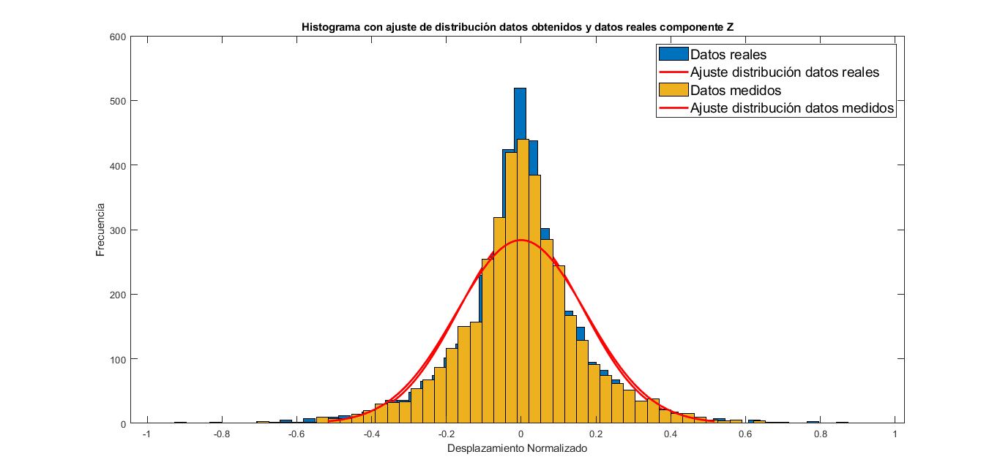 Histograma con ajuste de distribución datos obtenidos y datos reales componente Z
600
500
400
300
200
100
0
Frecuencia
Datos reales
Ajuste distribución datos reales
Datos medidos
Ajuste distribución datos medidos
-1 -0.8 -0.6 -0.4 -0.2 0 0.2 0.4 0.6 0.8 1
Desplazamiento Normalizado